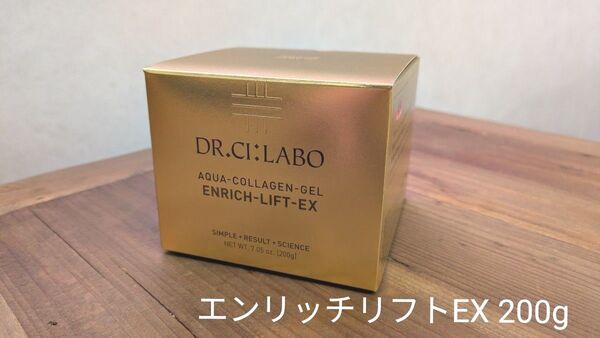 DR.CI:LABO
AQUA-COLLAGEN-GEL
ENRICH-LIFT-EX
SIMPLE + RESULT + SCIENCE
NET WT. 7.05 oz. (200g)
エンリッチリフトEX 200g